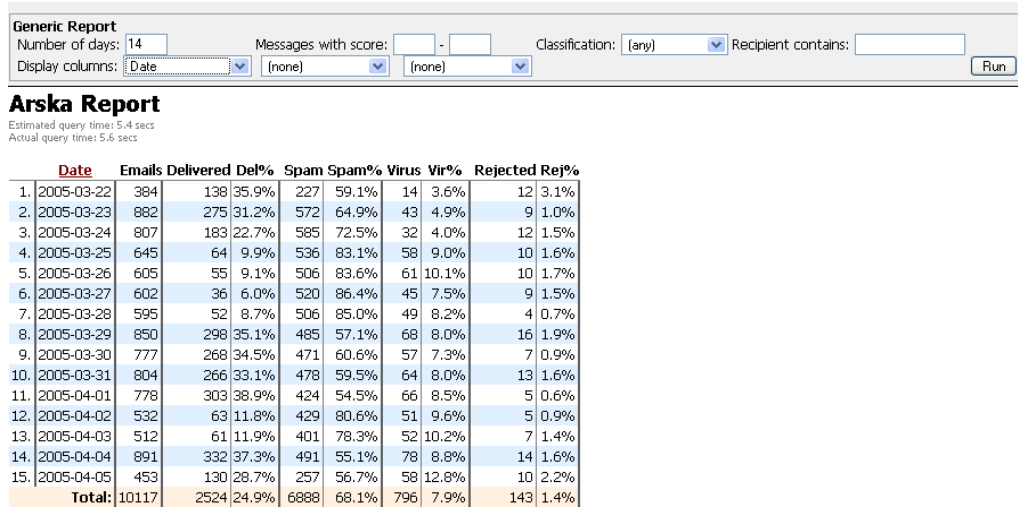 Generic Report
Number of days: 14 Messages with score: - Classification: (any) Recipient contains:
Display columns: Date (none) (none) Run
Arska Report
Estimated query time: 5.4 secs
Actual query time: 5.6 secs
Date Emails Delivered Del% Spam Spam% Virus Vir% Rejected Rej%
1. 2005-03-22 384 138 35.9% 227 59.1% 14 3.6% 12 3.1%
2. 2005-03-23 882 275 31.2% 572 64.9% 43 4.9% 9 1.0%
3. 2005-03-24 807 183 22.7% 585 72.5% 32 4.0% 12 1.5%
4. 2005-03-25 645 64 9.9% 536 83.1% 58 9.0% 10 1.6%
5. 2005-03-26 605 55 9.1% 506 83.6% 61 10.1% 10 1.7%
6. 2005-03-27 602 36 6.0% 520 86.4% 45 7.5% 9 1.5%
7. 2005-03-28 595 52 8.7% 506 85.0% 49 8.2% 4 0.7%
8. 2005-03-29 850 298 35.1% 485 57.1% 68 8.0% 16 1.9%
9. 2005-03-30 777 268 34.5% 471 60.6% 57 7.3% 7 0.9%
10. 2005-03-31 804 266 33.1% 478 59.5% 64 8.0% 13 1.6%
11. 2005-04-01 778 303 38.9% 424 54.5% 66 8.5% 5 0.6%
12. 2005-04-02 532 63 11.8% 429 80.6% 51 9.6% 5 0.9%
13. 2005-04-03 512 61 11.9% 401 78.3% 52 10.2% 7 1.4%
14. 2005-04-04 891 332 37.3% 491 55.1% 78 8.8% 14 1.6%
15. 2005-04-05 453 130 28.7% 257 56.7% 58 12.8% 10 2.2%
Total: 10117 2524 24.9% 6888 68.1% 796 7.9% 143 1.4%